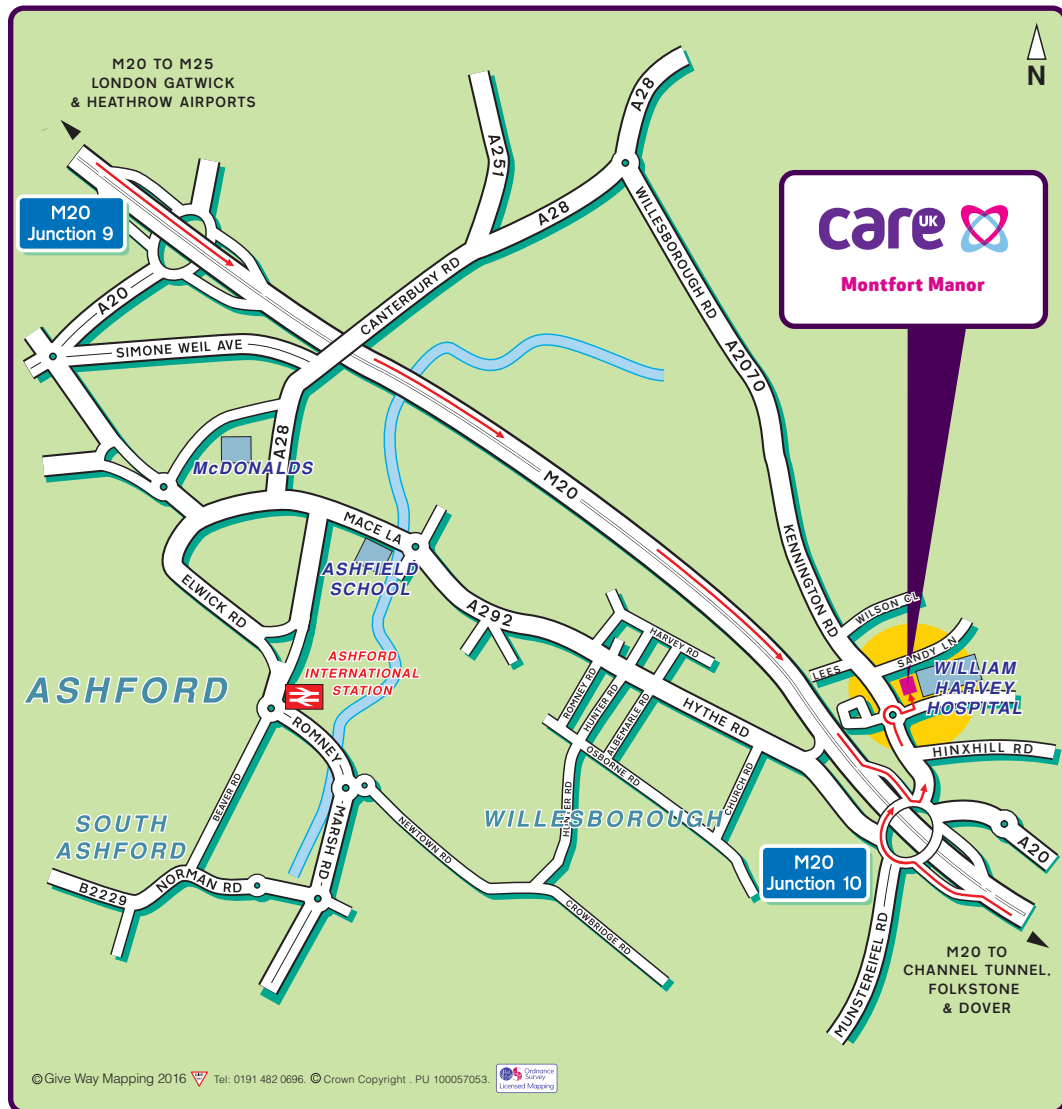 M20 TO M25
LONDON GATWICK
& HEATHROW AIRPORTS
N
A28
A251
M20
Junction 9
A28
WILLESBOROUGH RD
care UK
Montfort Manor
A20
CANTERBURY RD
SIMONE WEIL AVE
A2070
A28
McDONALDS
M20
MACE LA
KENNINGTON RD
ASHFIELD
SCHOOL
ELWICK RD
A292
WILSON CL
HARVEY RD
SANDY LN
LEES
ASHFORD
INTERNATIONAL
STATION
WILLIAM
HARVEY
HOSPITAL
ASHFORD
ROMNEY RD
HUNTER RD
ALBEMARLE RD
HYTHE RD
ROMNEY
OSBORNE RD
HINXHILL RD
BEAVER RD
CHURCH RD
MARSH RD
SOUTH
ASHFORD
NEWTOWN RD
HUNTER RD
WILLESBOROUGH
A20
M20
Junction 10
B2229
NORMAN RD
CROWBRIDGE RD
MUNSTEREIFEL RD
M20 TO
CHANNEL TUNNEL,
FOLKSTONE
& DOVER
© Give Way Mapping 2016 Tel: 0191 482 0696. © Crown Copyright . PU 100057053.
Ordnance
Survey
Licensed Mapping